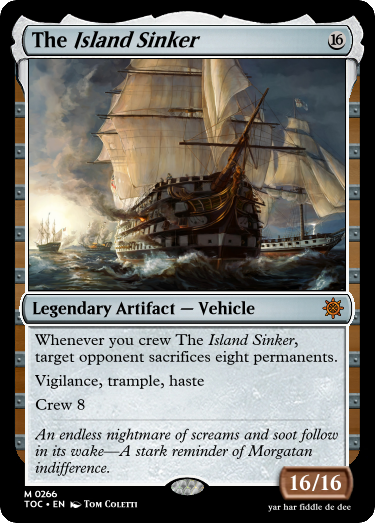 The Island Sinker 16
Legendary Artifact — Vehicle
Whenever you crew The Island Sinker,
target opponent sacrifices eight permanents.
Vigilance, trample, haste
Crew 8
An endless nightmare of screams and soot follow
in its wake—A stark reminder of Morgatan
indifference.
16/16
M 0266
TOC • EN Tom Coletti
yar har fiddle de dee